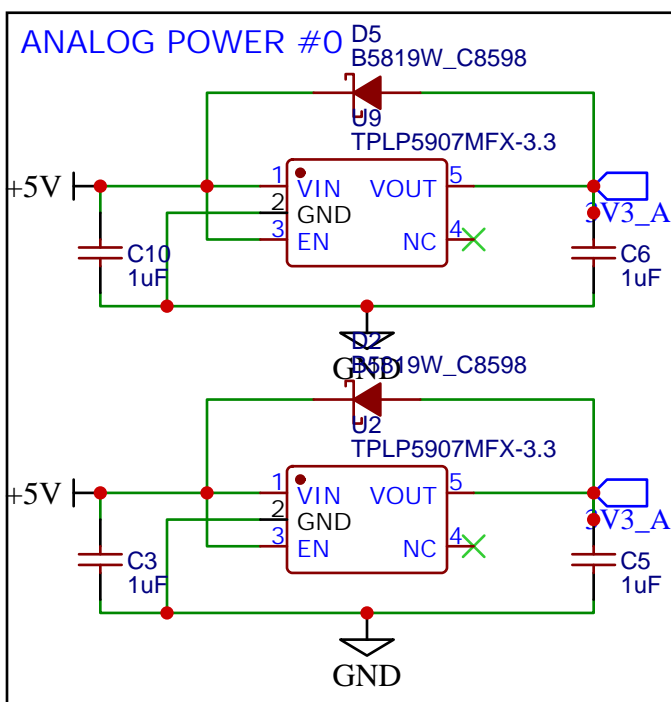 ANALOG POWER #0
D5
B5819W_C8598
U9
TPLP5907MFX-3.3
+5V
1
VIN
VOUT
5
2
GND
3
EN
NC
4
3V3_A
C10
1uF
C6
1uF
GND
D2
B5819W_C8598
U2
TPLP5907MFX-3.3
+5V
1
VIN
VOUT
5
2
GND
3
EN
NC
4
3V3_A
C3
1uF
C5
1uF
GND